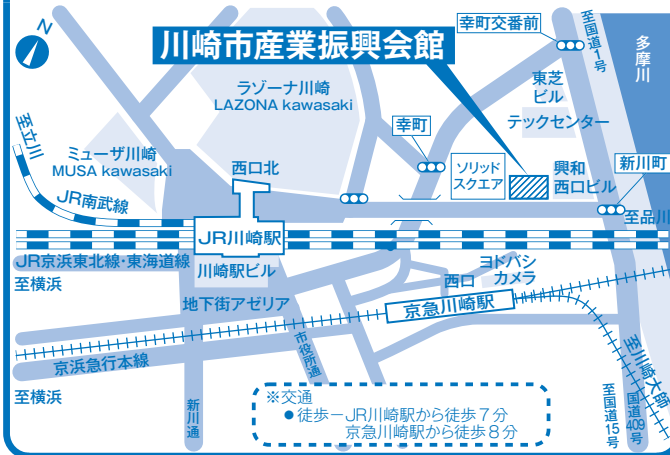 N
川崎市産業振興会館
幸町交番前
至国道1号
多摩川
ラゾーナ川崎
LAZONA kawasaki
東芝
ビル
テックセンター
至立川
ミューザ川崎
MUSA kawasaki
西口北
幸町
ソリッド
スクエア
興和
西口ビル
新川町
JR南武線
至品川
JR川崎駅
JR京浜東北線・東海道線
川崎駅ビル
至横浜
西口
ヨドバシ
カメラ
地下街アゼリア
京急川崎駅
市役所通
京浜急行本線
至川崎大師
至横浜
新川通
※交通
●徒歩－JR川崎駅から徒歩7分
京急川崎駅から徒歩8分
至国道15号
国道409号